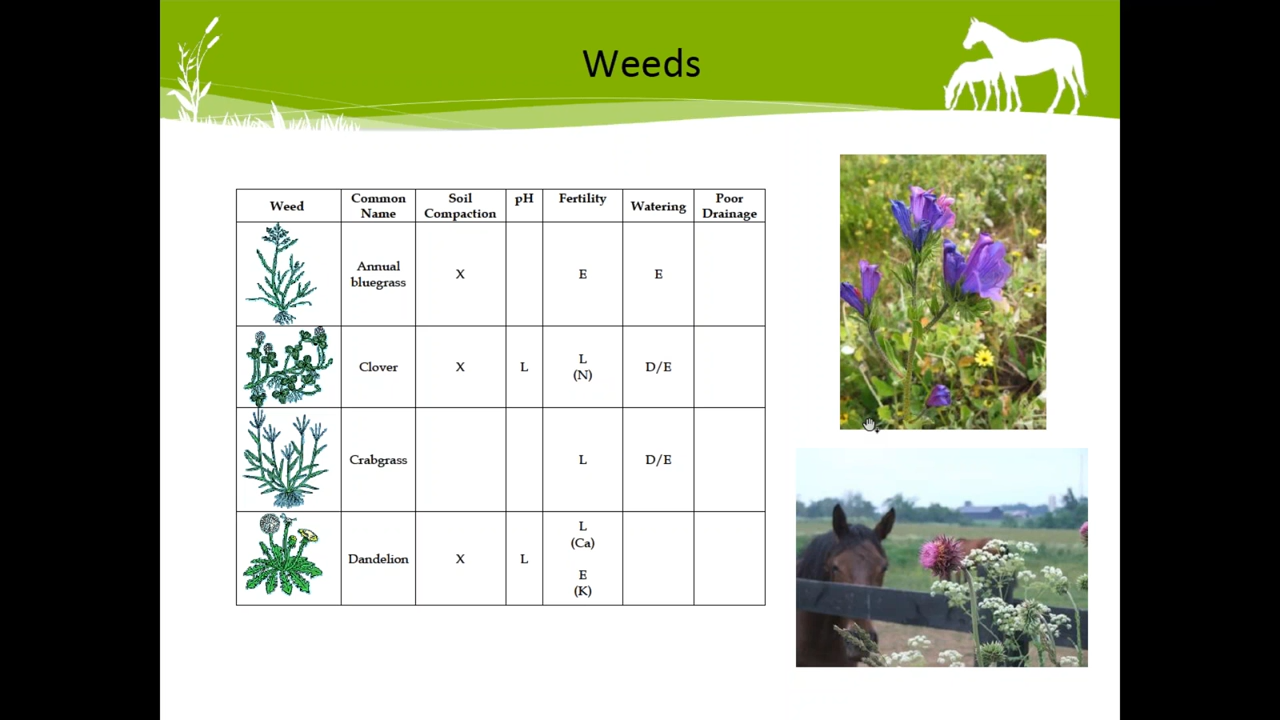 Weeds
Weed
Common
Name
Soil
Compaction
pH
Fertility
Watering
Poor
Drainage
Annual
bluegrass
X
E
E
Clover
X
L
L
(N)
D/E
Crabgrass
L
D/E
Dandelion
X
L
L
(Ca)
E
(K)